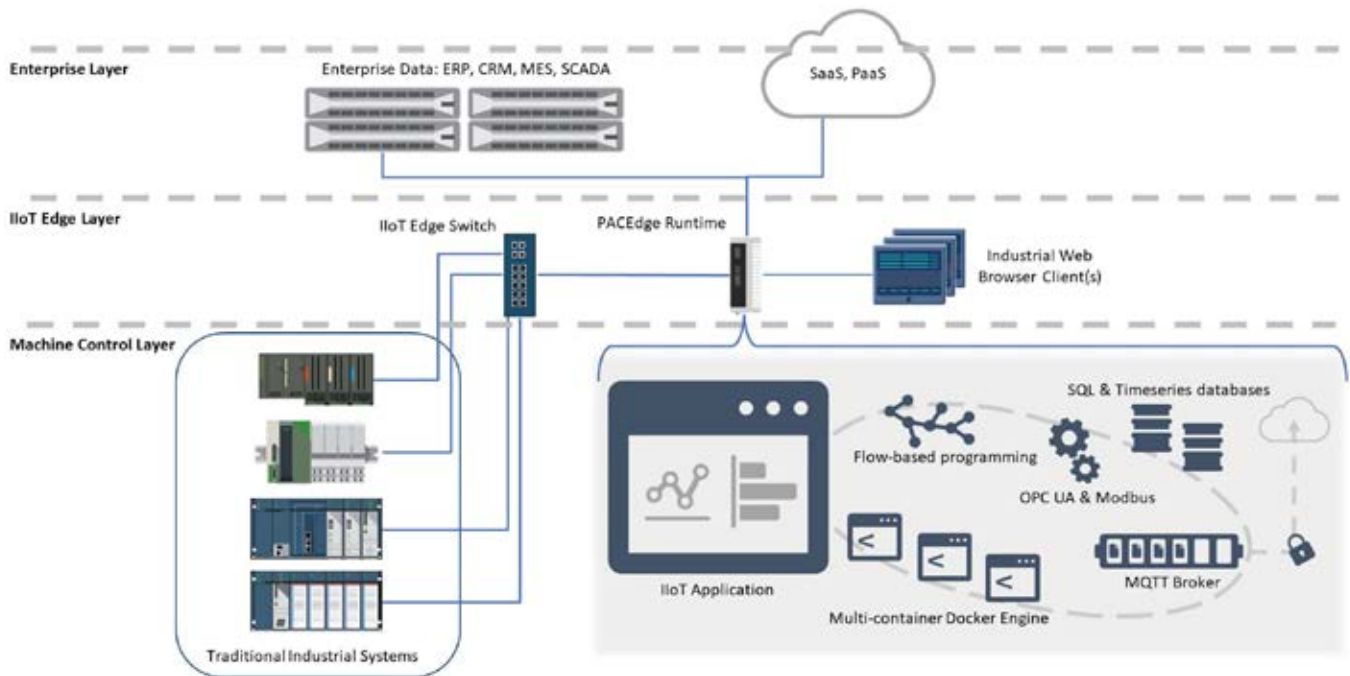 Enterprise Layer
Enterprise Data: ERP, CRM, MES, SCADA
SaaS, PaaS
IIoT Edge Layer
IIoT Edge Switch
PACEdge Runtime
Industrial Web
Browser Client(s)
Machine Control Layer
Traditional Industrial Systems
IIoT Application
Flow-based programming
SQL & Timeseries databases
OPC UA & Modbus
Multi-container Docker Engine
MQTT Broker